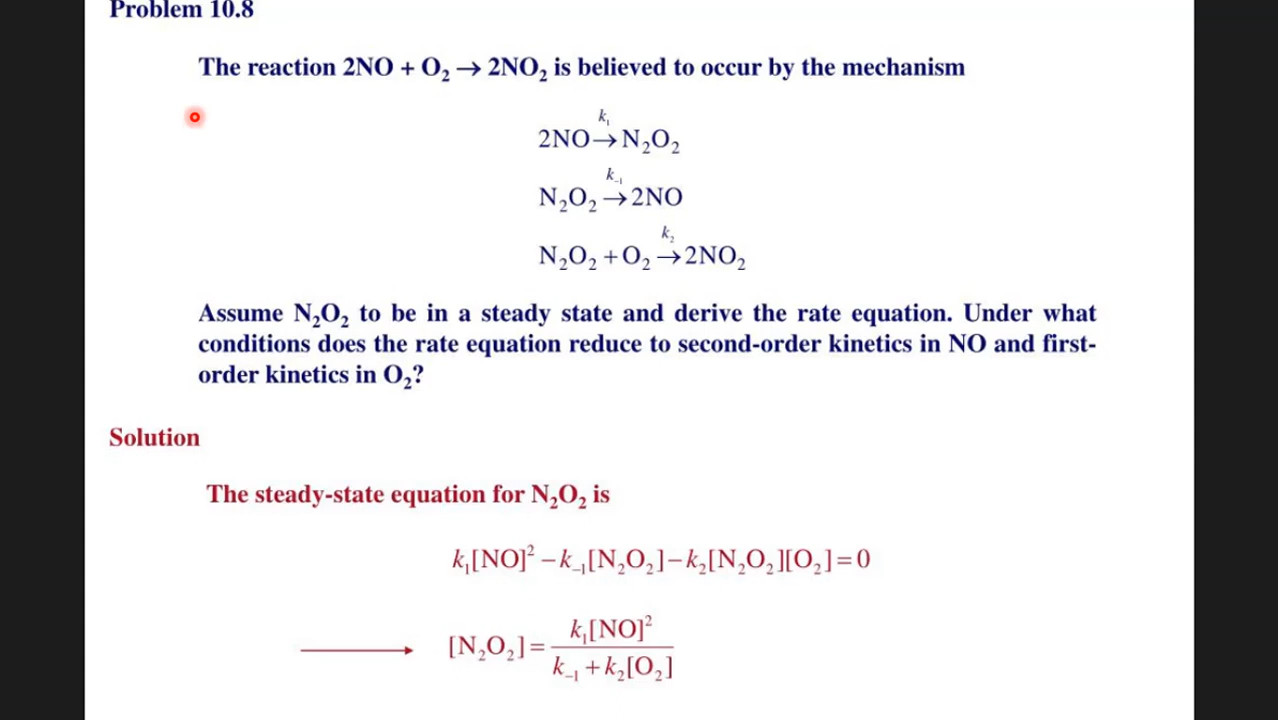 Problem 10.8
The reaction 2NO + O₂ → 2NO₂ is believed to occur by the mechanism
k₁
2NO → N₂O₂
k₋₁
N₂O₂ → 2NO
k₂
N₂O₂ + O₂ → 2NO₂
Assume N₂O₂ to be in a steady state and derive the rate equation. Under what
conditions does the rate equation reduce to second-order kinetics in NO and first-
order kinetics in O₂?
Solution
The steady-state equation for N₂O₂ is
k₁[NO]² − k₋₁[N₂O₂] − k₂[N₂O₂][O₂] = 0
[N₂O₂] = k₁[NO]² / k₋₁ + k₂[O₂]